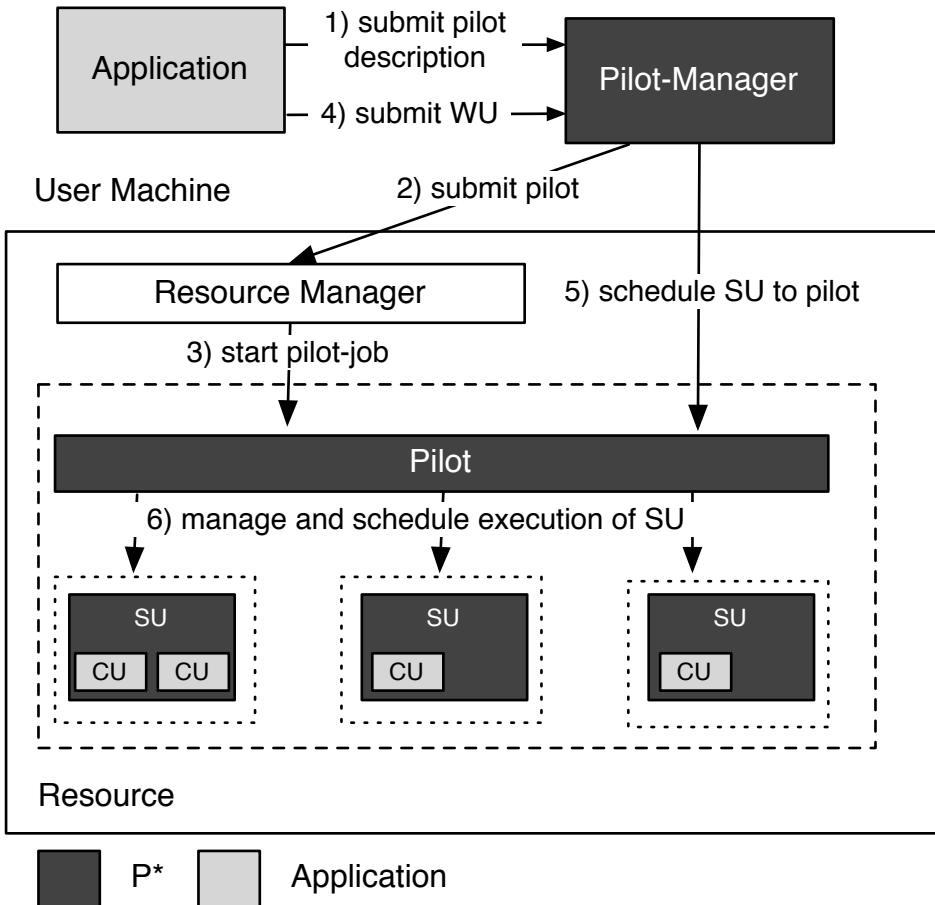 Application
1) submit pilot
description
4) submit WU
Pilot-Manager
User Machine
2) submit pilot
Resource Manager
5) schedule SU to pilot
3) start pilot-job
Pilot
6) manage and schedule execution of SU
SU
CU
CU
SU
CU
SU
CU
Resource
P*
Application